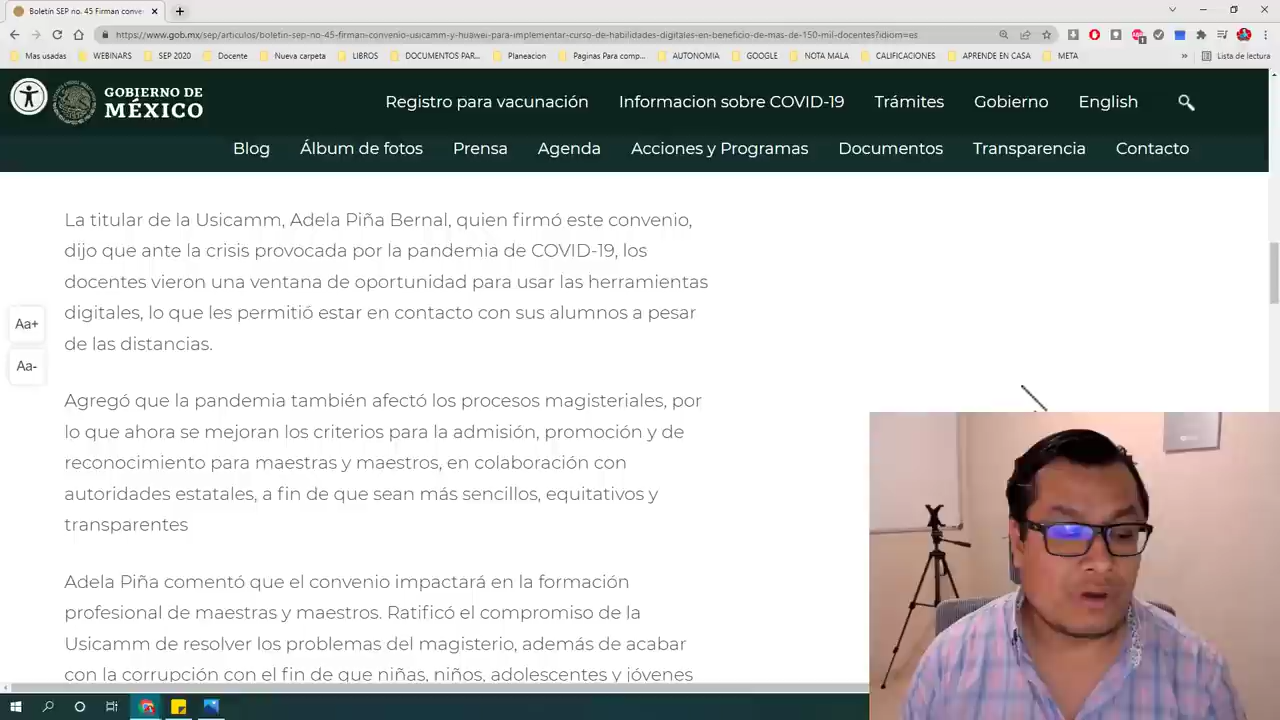 Boletín SEP no. 45 Firman conve
https://www.gob.mx/sep/articulos/boletin-sep-no-45-firman-convenio-usicamm-y-huawei-para-implementar-curso-de-habilidades-digitales-en-beneficio-de-mas-de-150-mil-docentes?idiom=es
Mas usadas WEBINARS SEP 2020 Docente Nueva carpeta LIBROS DOCUMENTOS PAR... Planeacion Paginas Para comp... AUTONOMIA GOOGLE NOTA MALA CALIFICACIONES APRENDE EN CASA META » Lista de lectura
GOBIERNO DE
MÉXICO
Registro para vacunación Informacion sobre COVID-19 Trámites Gobierno English
Blog Álbum de fotos Prensa Agenda Acciones y Programas Documentos Transparencia Contacto
La titular de la Usicamm, Adela Piña Bernal, quien firmó este convenio,
dijo que ante la crisis provocada por la pandemia de COVID-19, los
docentes vieron una ventana de oportunidad para usar las herramientas
digitales, lo que les permitió estar en contacto con sus alumnos a pesar
de las distancias.
Aa+
Aa-
Agregó que la pandemia también afectó los procesos magisteriales, por
lo que ahora se mejoran los criterios para la admisión, promoción y de
reconocimiento para maestras y maestros, en colaboración con
autoridades estatales, a fin de que sean más sencillos, equitativos y
transparentes
Adela Piña comentó que el convenio impactará en la formación
profesional de maestras y maestros. Ratificó el compromiso de la
Usicamm de resolver los problemas del magisterio, además de acabar
con la corrupción con el fin de que niñas, niños, adolescentes y jóvenes